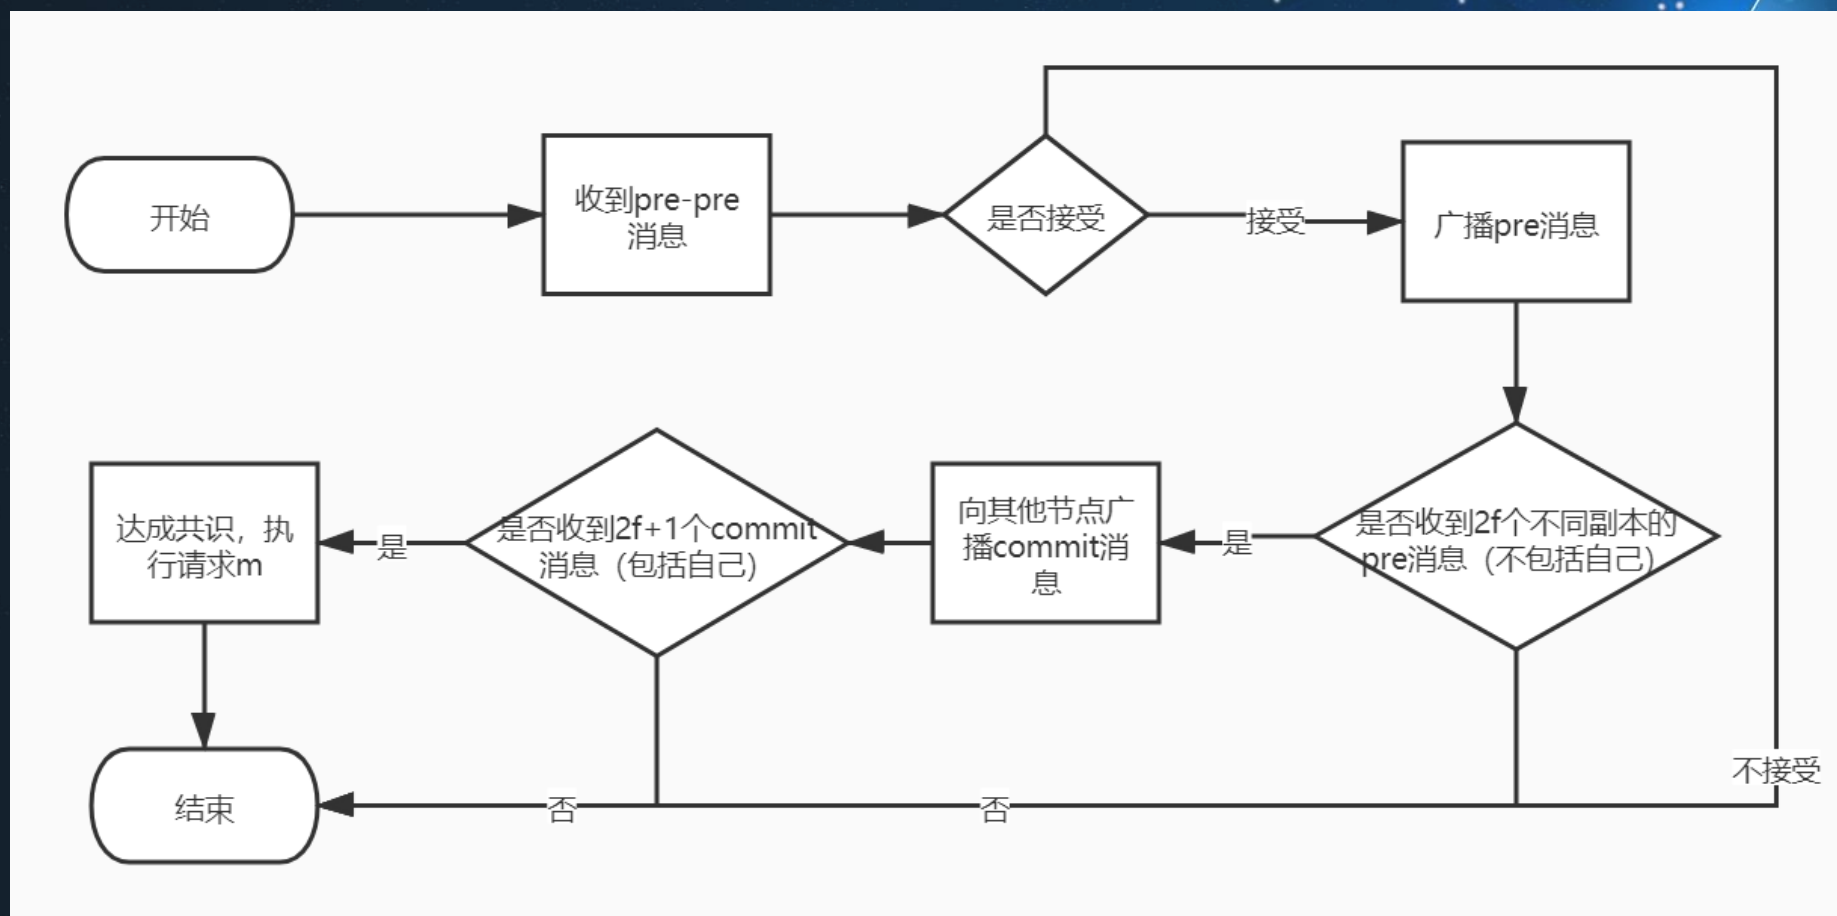 开始
收到pre-pre
消息
是否接受
接受
广播pre消息
是否收到2f个不同副本的
pre消息（不包括自己）
是
向其他节点广
播commit消
息
是否收到2f+1个commit
消息（包括自己）
是
达成共识，执
行请求m
不接受
否
否
结束